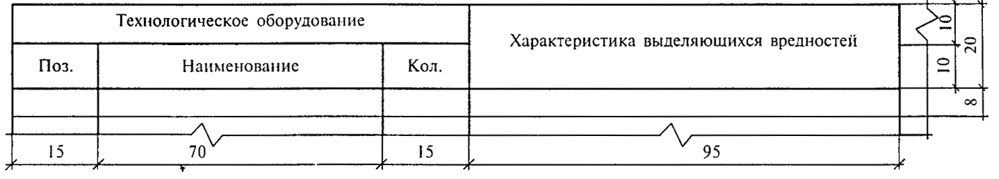 Технологическое оборудование
Характеристика выделяющихся вредностей
Поз.
Наименование
Кол.
10
10
20
8
15
70
15
95